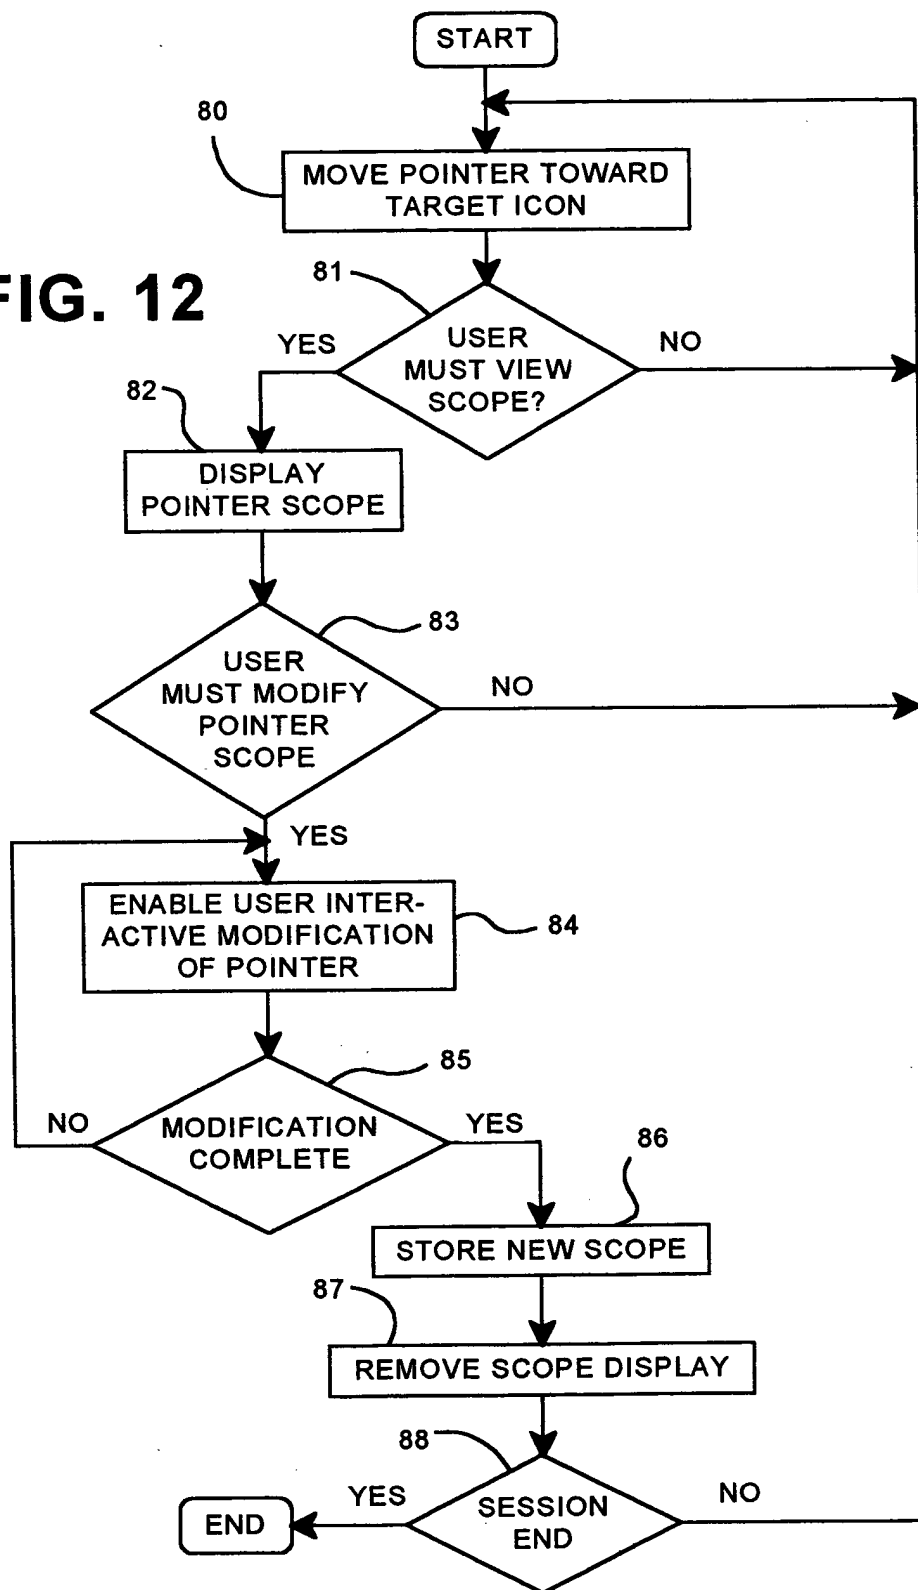 START
80
MOVE POINTER TOWARD
TARGET ICON
81
FIG. 12
USER
MUST VIEW
SCOPE?
YES
NO
82
DISPLAY
POINTER SCOPE
83
USER
MUST MODIFY
POINTER
SCOPE
NO
YES
ENABLE USER INTER-
ACTIVE MODIFICATION
OF POINTER
84
85
MODIFICATION
COMPLETE
NO
YES
86
STORE NEW SCOPE
87
REMOVE SCOPE DISPLAY
88
SESSION
END
YES
NO
END